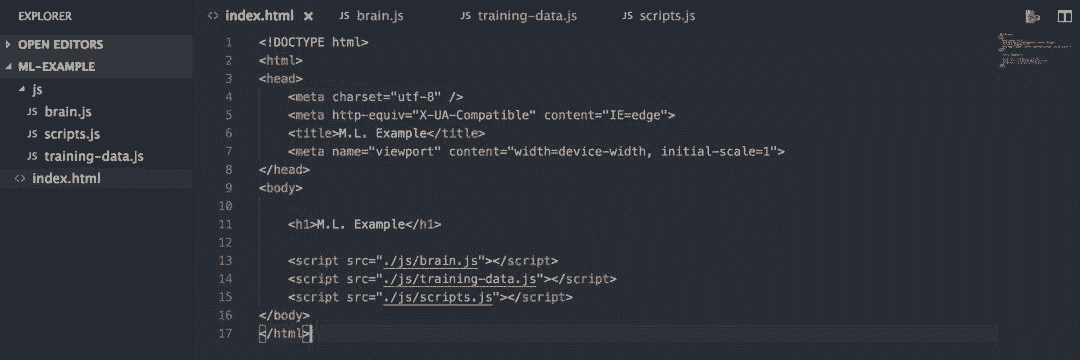 EXPLORER
OPEN EDITORS
ML-EXAMPLE
js
JS brain.js
JS scripts.js
JS training-data.js
<> index.html
<> index.html ×
JS brain.js
JS training-data.js
JS scripts.js
1 <!DOCTYPE html>
2 <html>
3 <head>
4 <meta charset="utf-8" />
5 <meta http-equiv="X-UA-Compatible" content="IE=edge">
6 <title>M.L. Example</title>
7 <meta name="viewport" content="width=device-width, initial-scale=1">
8 </head>
9 <body>
10
11 <h1>M.L. Example</h1>
12
13 <script src="./js/brain.js"></script>
14 <script src="./js/training-data.js"></script>
15 <script src="./js/scripts.js"></script>
16 </body>
17 </html>